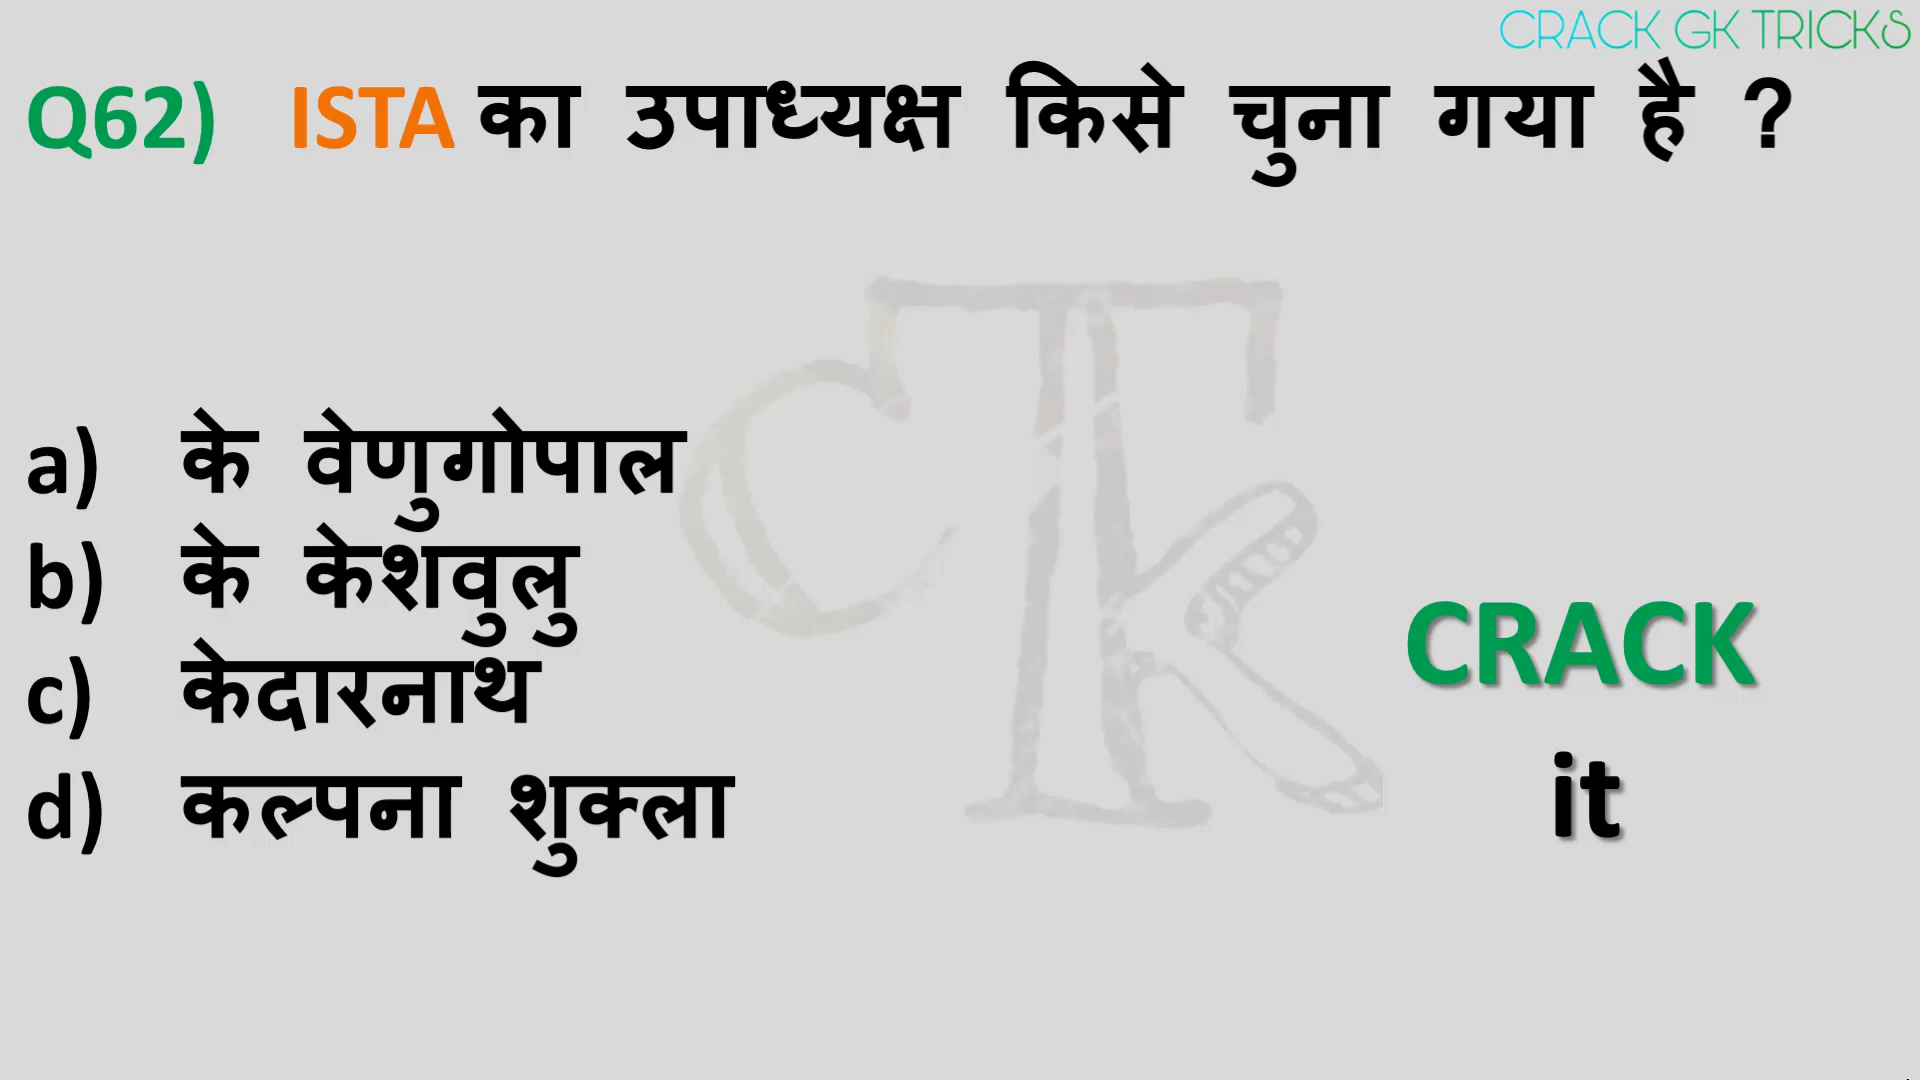 CRACK GK TRICKS
Q62) ISTA का उपाध्यक्ष किसे चुना गया है ?
a) के वेणुगोपाल
b) के केशवुलु
c) केदारनाथ
d) कल्पना शुक्ला
CRACK
it